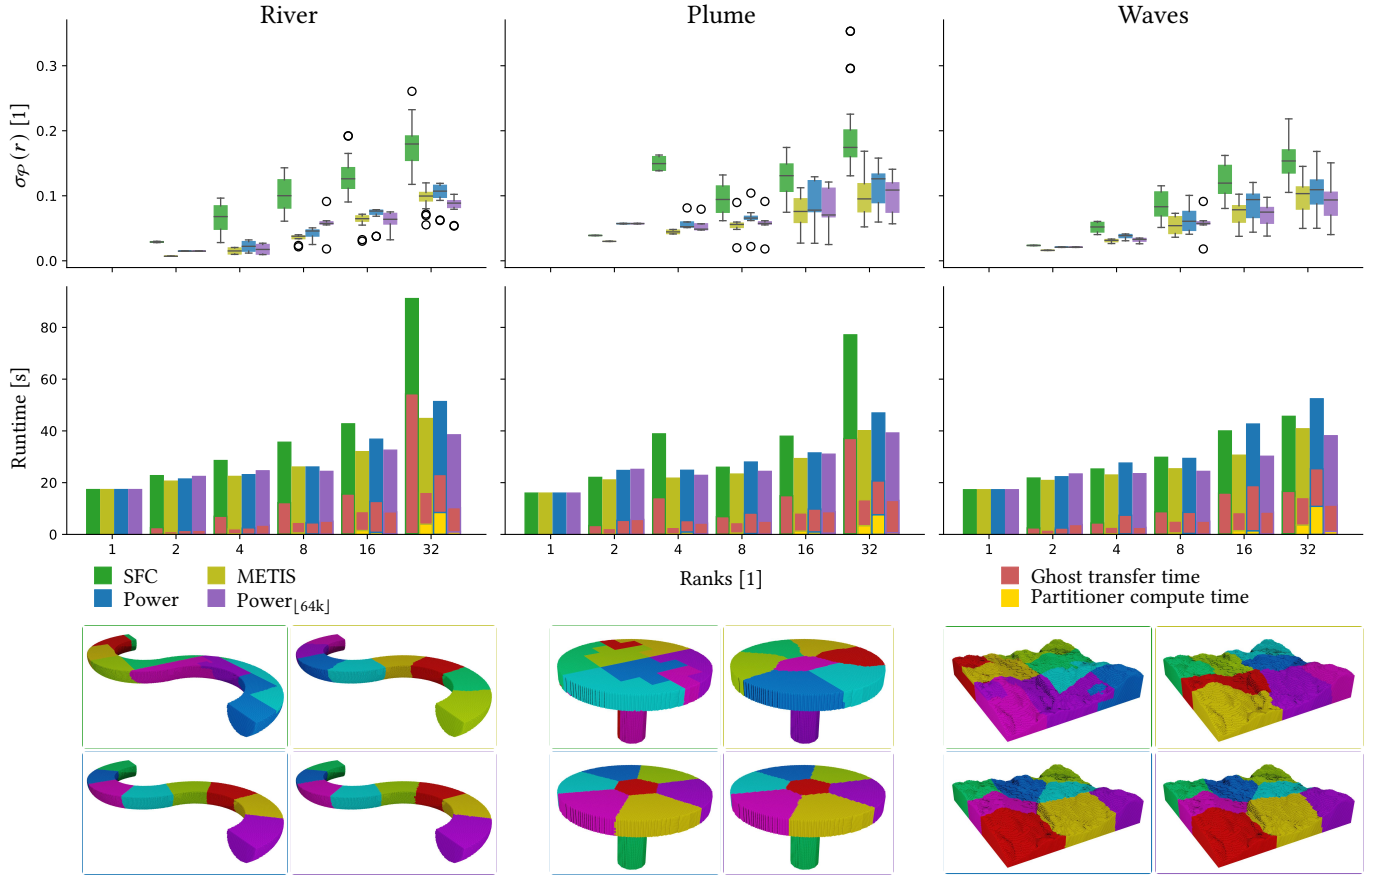 River Plume Waves
σ𝒫(r) [1]
0.3
0.2
0.1
0.0
Runtime [s]
80
60
40
20
0
1 2 4 8 16 32
1 2 4 8 16 32
1 2 4 8 16 32
Ranks [1]
SFC METIS
Power Power⌊64k⌋
Ghost transfer time
Partitioner compute time